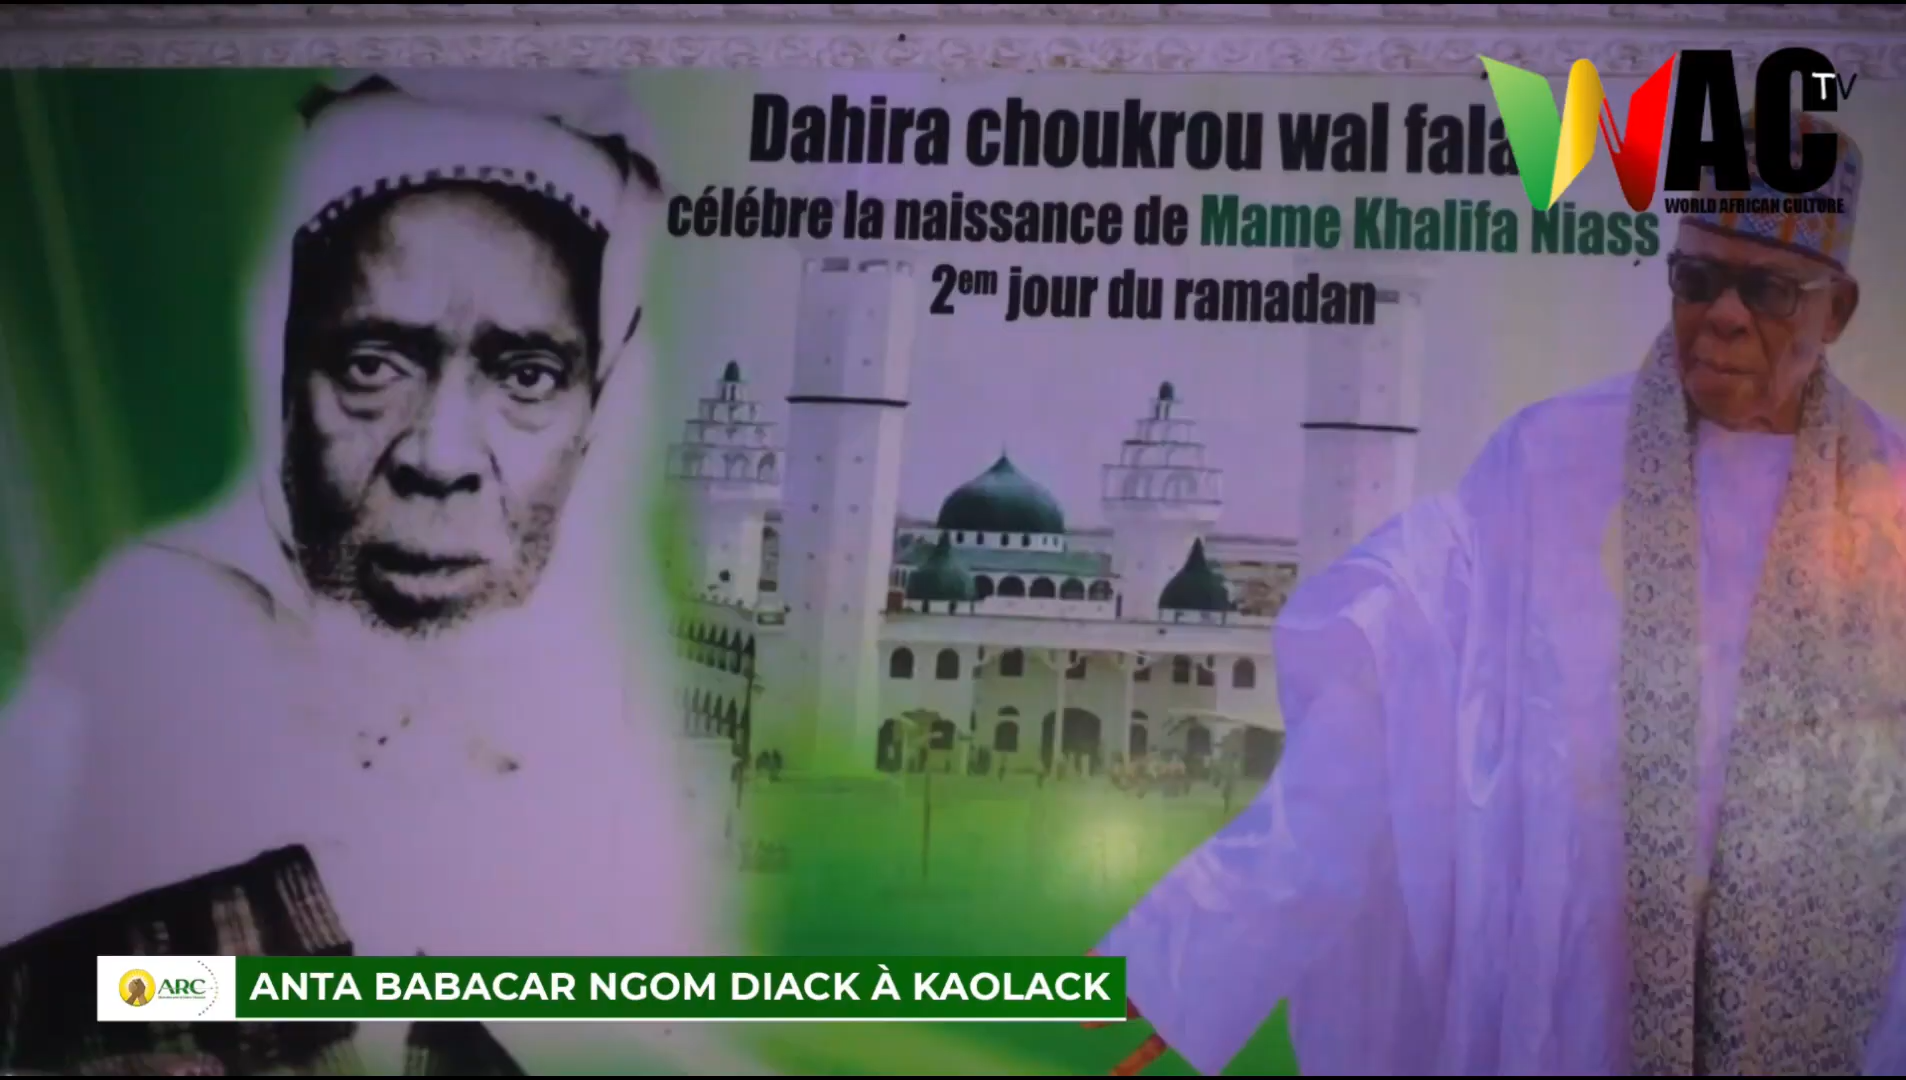 WAC TV
WORLD AFRICAN CULTURE
Dahira choukrou wal fala
célébre la naissance de Mame Khalifa Niass
2em jour du ramadan
ARC
ANTA BABACAR NGOM DIACK À KAOLACK